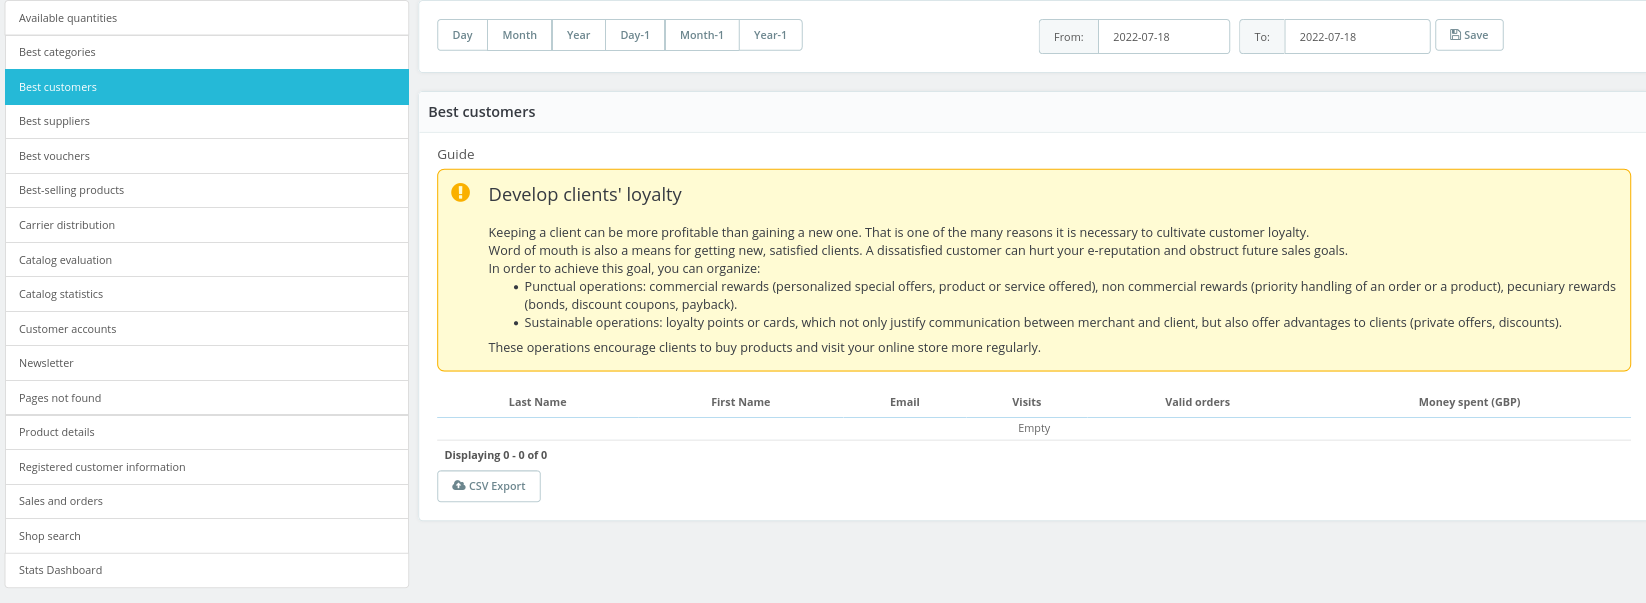 Available quantities
Best categories
Best customers
Best suppliers
Best vouchers
Best-selling products
Carrier distribution
Catalog evaluation
Catalog statistics
Customer accounts
Newsletter
Pages not found
Product details
Registered customer information
Sales and orders
Shop search
Stats Dashboard
Day Month Year Day-1 Month-1 Year-1 From: 2022-07-18 To: 2022-07-18 Save
Best customers
Guide
Develop clients' loyalty
Keeping a client can be more profitable than gaining a new one. That is one of the many reasons it is necessary to cultivate customer loyalty.
Word of mouth is also a means for getting new, satisfied clients. A dissatisfied customer can hurt your e-reputation and obstruct future sales goals.
In order to achieve this goal, you can organize:
• Punctual operations: commercial rewards (personalized special offers, product or service offered), non commercial rewards (priority handling of an order or a product), pecuniary rewards
(bonds, discount coupons, payback).
• Sustainable operations: loyalty points or cards, which not only justify communication between merchant and client, but also offer advantages to clients (private offers, discounts).
These operations encourage clients to buy products and visit your online store more regularly.
Last Name First Name Email Visits Valid orders Money spent (GBP)
Empty
Displaying 0 - 0 of 0
CSV Export